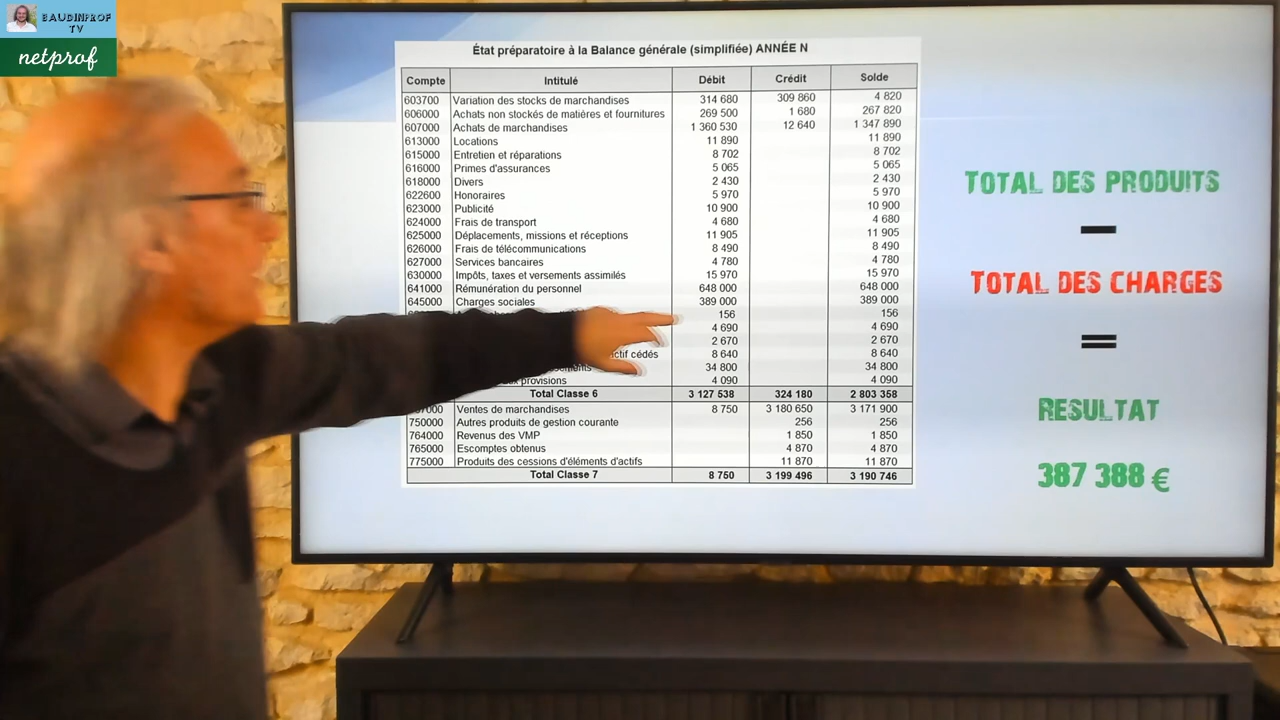 BAUDINPROF
TV
netprof
État préparatoire à la Balance générale (simplifiée) ANNÉE N
Compte Intitulé Débit Crédit Solde
603700 Variation des stocks de marchandises 314 680 309 860 4 820
606000 Achats non stockés de matières et fournitures 269 500 1 680 267 820
607000 Achats de marchandises 1 360 530 12 640 1 347 890
613000 Locations 11 890 11 890
615000 Entretien et réparations 8 702 8 702
616000 Primes d'assurances 5 065 5 065
618000 Divers 2 430 2 430
622600 Honoraires 5 970 5 970
623000 Publicité 10 900 10 900
624000 Frais de transport 4 680 4 680
625000 Déplacements, missions et réceptions 11 905 11 905
626000 Frais de télécommunications 8 490 8 490
627000 Services bancaires 4 780 4 780
630000 Impôts, taxes et versements assimilés 15 970 15 970
641000 Rémunération du personnel 648 000 648 000
645000 Charges sociales 389 000 389 000
156 156
4 690 4 690
2 670 2 670
cédés 8 640 8 640
34 800 34 800
provisions 4 090 4 090
Total Classe 6 3 127 538 324 180 2 803 358
Ventes de marchandises 8 750 3 180 650 3 171 900
750000 Autres produits de gestion courante 256 256
764000 Revenus des VMP 1 850 1 850
765000 Escomptes obtenus 4 870 4 870
775000 Produits des cessions d'éléments d'actifs 11 870 11 870
Total Classe 7 8 750 3 199 496 3 190 746
TOTAL DES PRODUITS
−
TOTAL DES CHARGES
=
RESULTAT
387 388 €